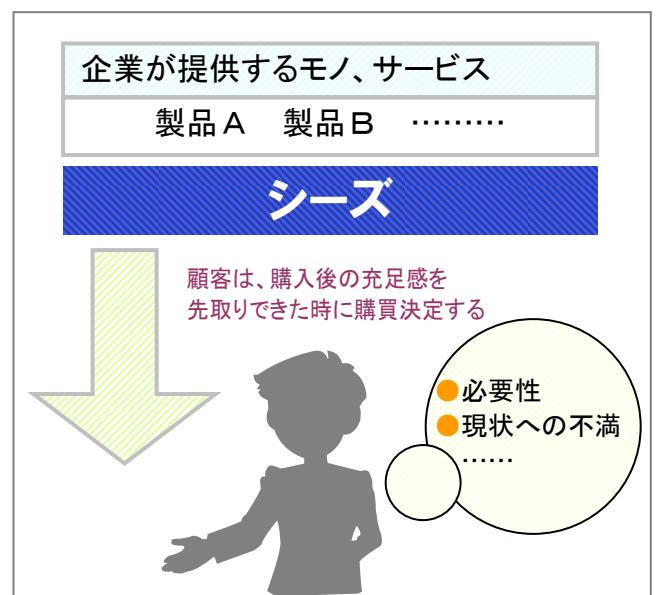 企業が提供するモノ、サービス
製品A　製品B　………
シーズ
顧客は、購入後の充足感を
先取りできた時に購買決定する
●必要性
●現状への不満
……